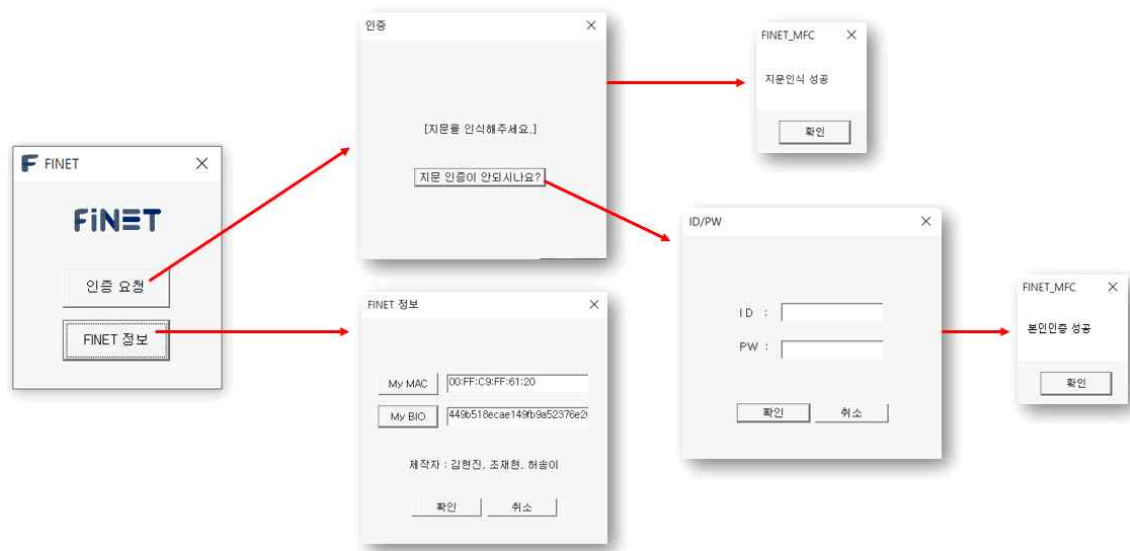 FINET
FiNET
인증 요청
FINET 정보
인증
[지문을 인식해주세요.]
지문 인증이 안되시나요?
FINET_MFC
지문인식 성공
확인
FINET 정보
My MAC 00:FF:C9:FF:61:20
My BIO 449b518ecae149fb9a52376e2
제작자 : 김현진, 조재현, 허송이
확인 취소
ID/PW
ID :
PW :
확인 취소
FINET_MFC
본인인증 성공
확인